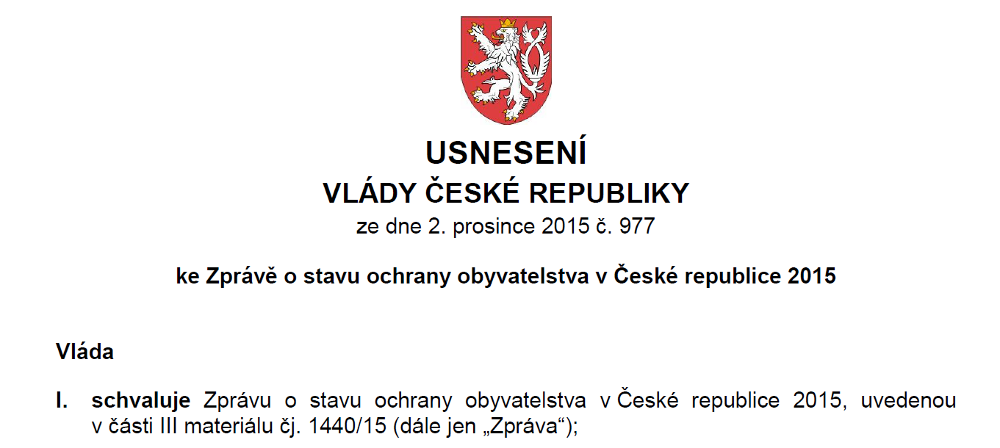 USNESENÍ
VLÁDY ČESKÉ REPUBLIKY
ze dne 2. prosince 2015 č. 977
ke Zprávě o stavu ochrany obyvatelstva v České republice 2015
Vláda
I. schvaluje Zprávu o stavu ochrany obyvatelstva v České republice 2015, uvedenou
v části III materiálu čj. 1440/15 (dále jen „Zpráva“);